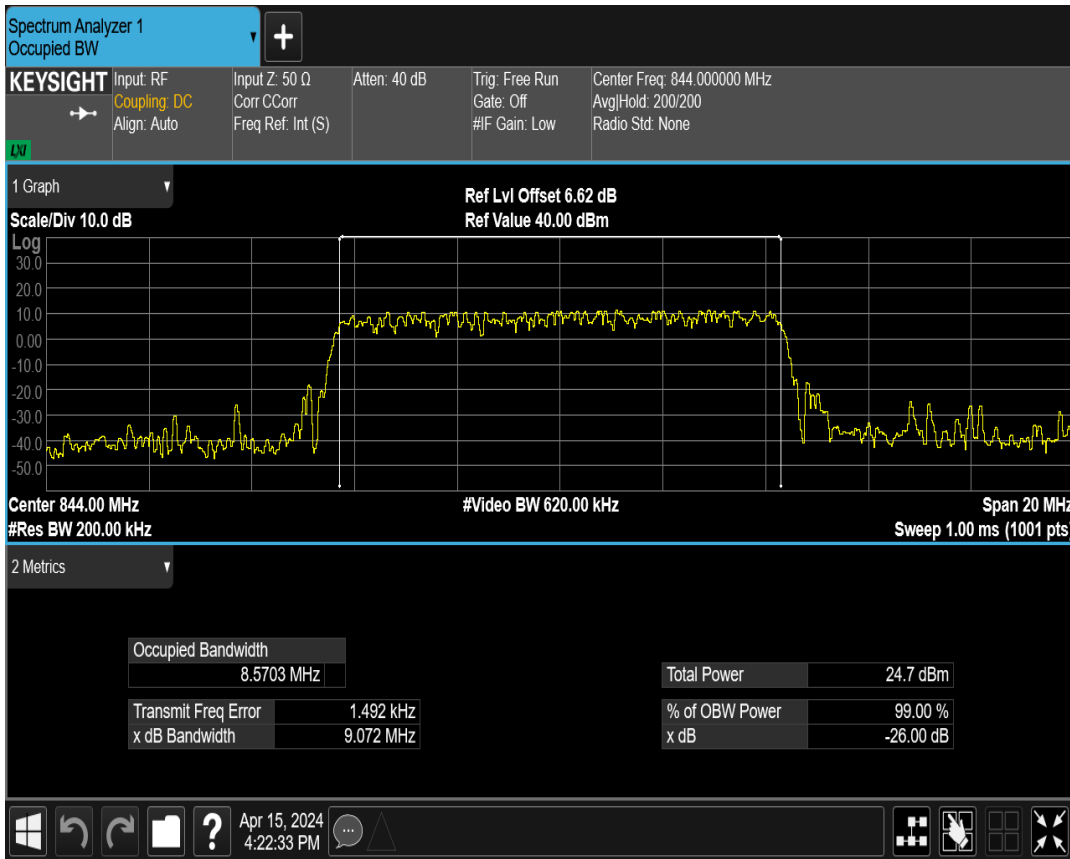 Spectrum Analyzer 1
Occupied BW
+
KEYSIGHT
LXI
Input: RF
Coupling: DC
Align: Auto
Input Z: 50 Ω
Corr CCorr
Freq Ref: Int (S)
Atten: 40 dB
Trig: Free Run
Gate: Off
#IF Gain: Low
Center Freq: 844.000000 MHz
Avg|Hold: 200/200
Radio Std: None
1 Graph
Scale/Div 10.0 dB
Ref Lvl Offset 6.62 dB
Ref Value 40.00 dBm
Log
30.0
20.0
10.0
0.00
-10.0
-20.0
-30.0
-40.0
-50.0
Center 844.00 MHz
#Video BW 620.00 kHz
Span 20 MHz
#Res BW 200.00 kHz
Sweep 1.00 ms (1001 pts)
2 Metrics
Occupied Bandwidth
8.5703 MHz
Total Power 24.7 dBm
Transmit Freq Error 1.492 kHz
% of OBW Power 99.00 %
x dB Bandwidth 9.072 MHz
x dB -26.00 dB
?
Apr 15, 2024
4:22:33 PM